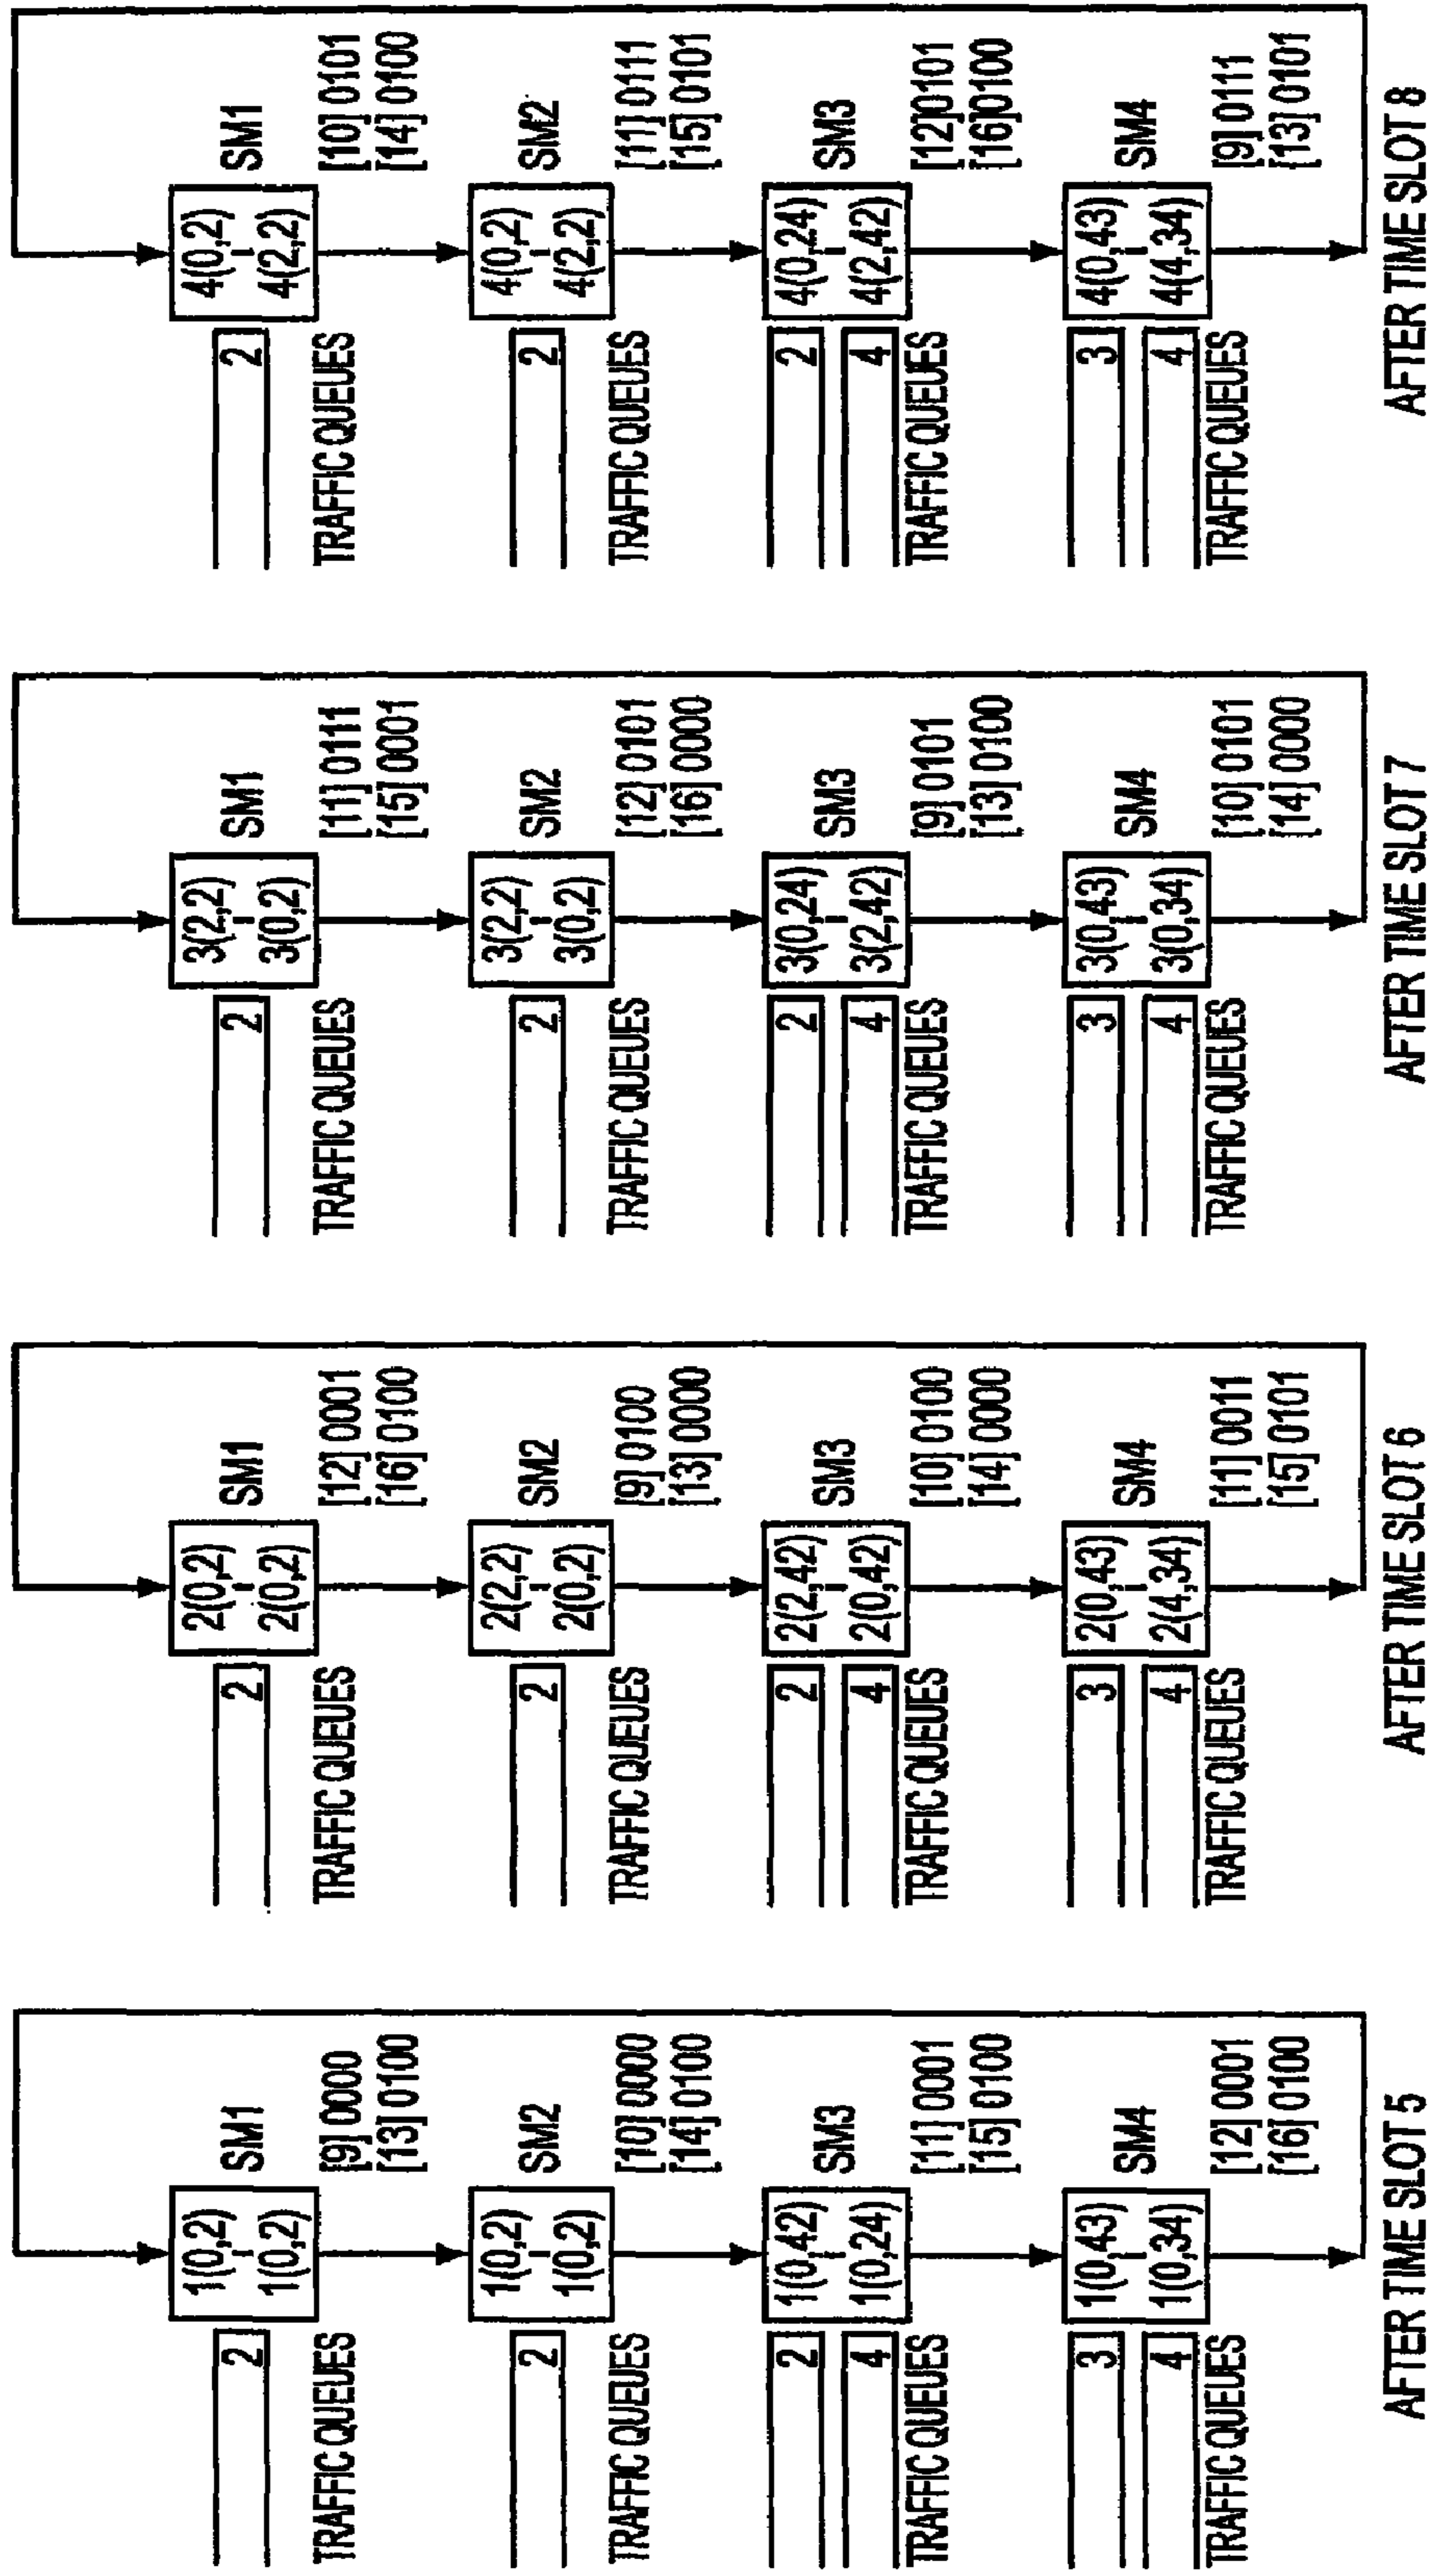 2
TRAFFIC QUEUES
1(0,2)
1(0,2)
SM1
[9] 0000
[13] 0100
2
TRAFFIC QUEUES
1(0,2)
1(0,2)
SM2
[10] 0000
[14] 0100
2
4
TRAFFIC QUEUES
1(0,42)
1(0,24)
SM3
[11] 0001
[15] 0100
3
4
TRAFFIC QUEUES
1(0,43)
1(0,34)
SM4
[12] 0001
[16] 0100
AFTER TIME SLOT 5
2
TRAFFIC QUEUES
2(0,2)
2(0,2)
SM1
[12] 0001
[16] 0100
2
TRAFFIC QUEUES
2(2,2)
2(0,2)
SM2
[9] 0100
[13] 0000
2
4
TRAFFIC QUEUES
2(2,42)
2(0,42)
SM3
[10] 0100
[14] 0000
3
4
TRAFFIC QUEUES
2(0,43)
2(4,34)
SM4
[11] 0011
[15] 0101
AFTER TIME SLOT 6
2
TRAFFIC QUEUES
3(2,2)
3(0,2)
SM1
[11] 0111
[15] 0001
2
TRAFFIC QUEUES
3(2,2)
3(0,2)
SM2
[12] 0101
[16] 0000
2
4
TRAFFIC QUEUES
3(0,24)
3(2,42)
SM3
[9] 0101
[13] 0100
3
4
TRAFFIC QUEUES
3(0,43)
3(0,34)
SM4
[10] 0101
[14] 0000
AFTER TIME SLOT 7
2
TRAFFIC QUEUES
4(0,2)
4(2,2)
SM1
[10] 0101
[14] 0100
2
TRAFFIC QUEUES
4(0,2)
4(2,2)
SM2
[11] 0111
[15] 0101
2
4
TRAFFIC QUEUES
4(0,24)
4(2,42)
SM3
[12]0101
[16]0100
3
4
TRAFFIC QUEUES
4(0,43)
4(4,34)
SM4
[9] 0111
[13] 0101
AFTER TIME SLOT 8